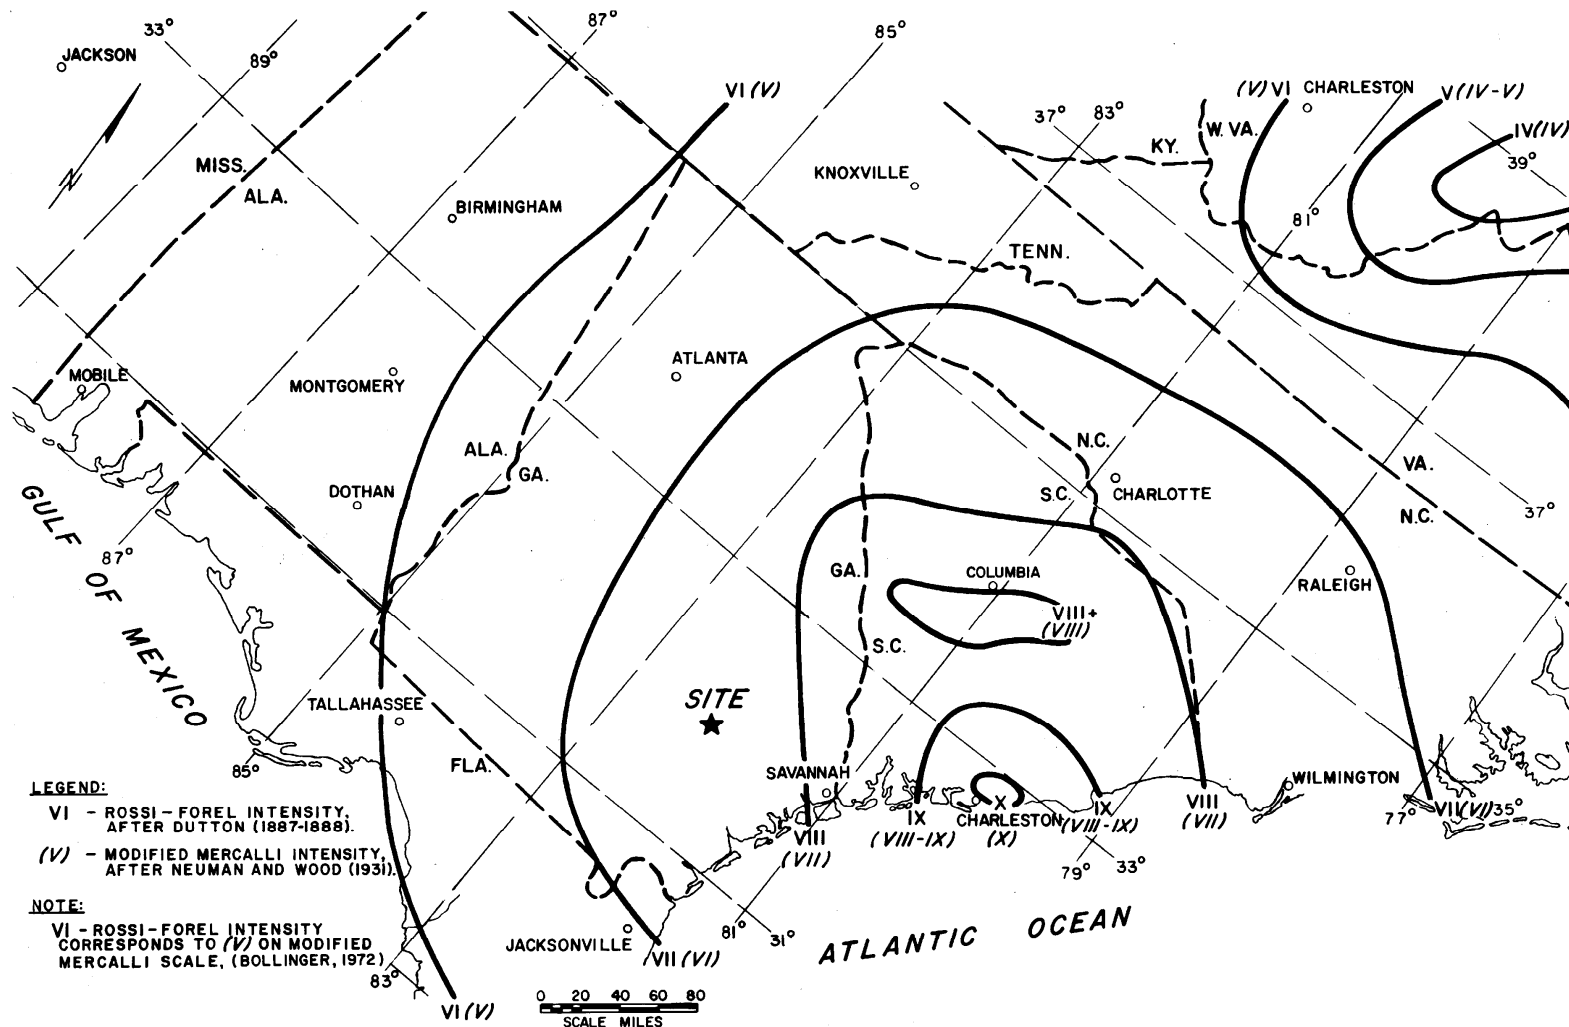 33°
89°
87°
85°
JACKSON
VI (V)
37°
83°
(V) VI
CHARLESTON
V (IV-V)
IV (IV)
39°
W. VA.
KY.
MISS.
ALA.
KNOXVILLE
BIRMINGHAM
81°
TENN.
MOBILE
MONTGOMERY
ATLANTA
ALA.
GA.
N.C.
S.C.
CHARLOTTE
VA.
N.C.
37°
DOTHAN
GULF OF MEXICO
87°
GA.
S.C.
COLUMBIA
VIII+
(VIII)
RALEIGH
SITE
TALLAHASSEE
FLA.
85°
SAVANNAH
WILMINGTON
VIII
(VII)
IX
(VIII-IX)
CHARLESTON
X
(X)
IX
(VIII-IX)
VIII
(VII)
77°
VII (VI)
35°
79°
33°
LEGEND:
VI - ROSSI-FOREL INTENSITY,
AFTER DUTTON (1887-1888).
(V) - MODIFIED MERCALLI INTENSITY,
AFTER NEUMAN AND WOOD (1931).
NOTE:
VI - ROSSI-FOREL INTENSITY
CORRESPONDS TO (V) ON MODIFIED
MERCALLI SCALE, (BOLLINGER, 1972)
83°
VI (V)
JACKSONVILLE
VII (VI)
81°
31°
ATLANTIC OCEAN
0 20 40 60 80
SCALE MILES
N